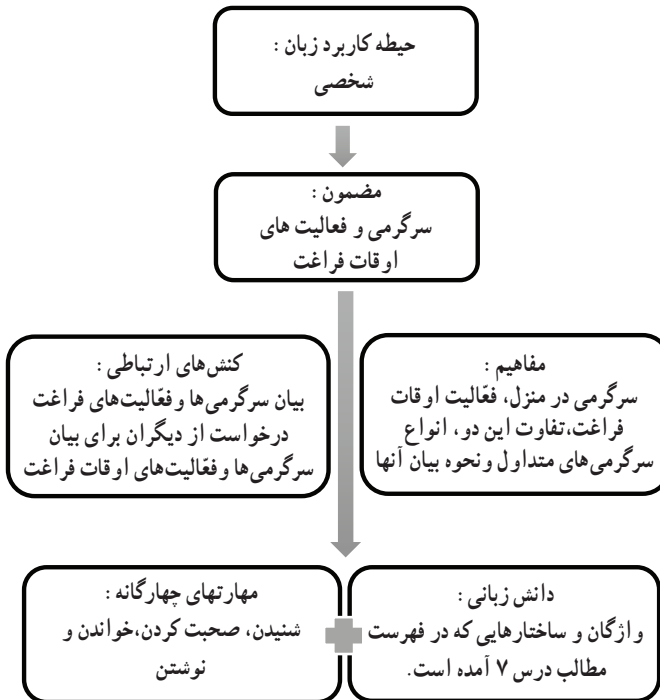 حیطه کاربرد زبان :
شخصی
مضمون :
سرگرمی و فعالیت های
اوقات فراغت
مفاهیم :
سرگرمی در منزل، فعّالیت اوقات
فراغت،تفاوت این دو، انواع
سرگرمی‌های متداول ونحوه بیان آنها
کنش‌های ارتباطی :
بیان سرگرمی‌ها وفعّالیت‌های فراغت
درخواست از دیگران برای بیان
سرگرمی‌ها وفعّالیت‌های اوقات فراغت
دانش زبانی :
واژگان و ساختارهایی که در فهرست
مطالب درس ۷ آمده است.
مهارتهای چهارگانه :
شنیدن، صحبت کردن،خواندن و
نوشتن